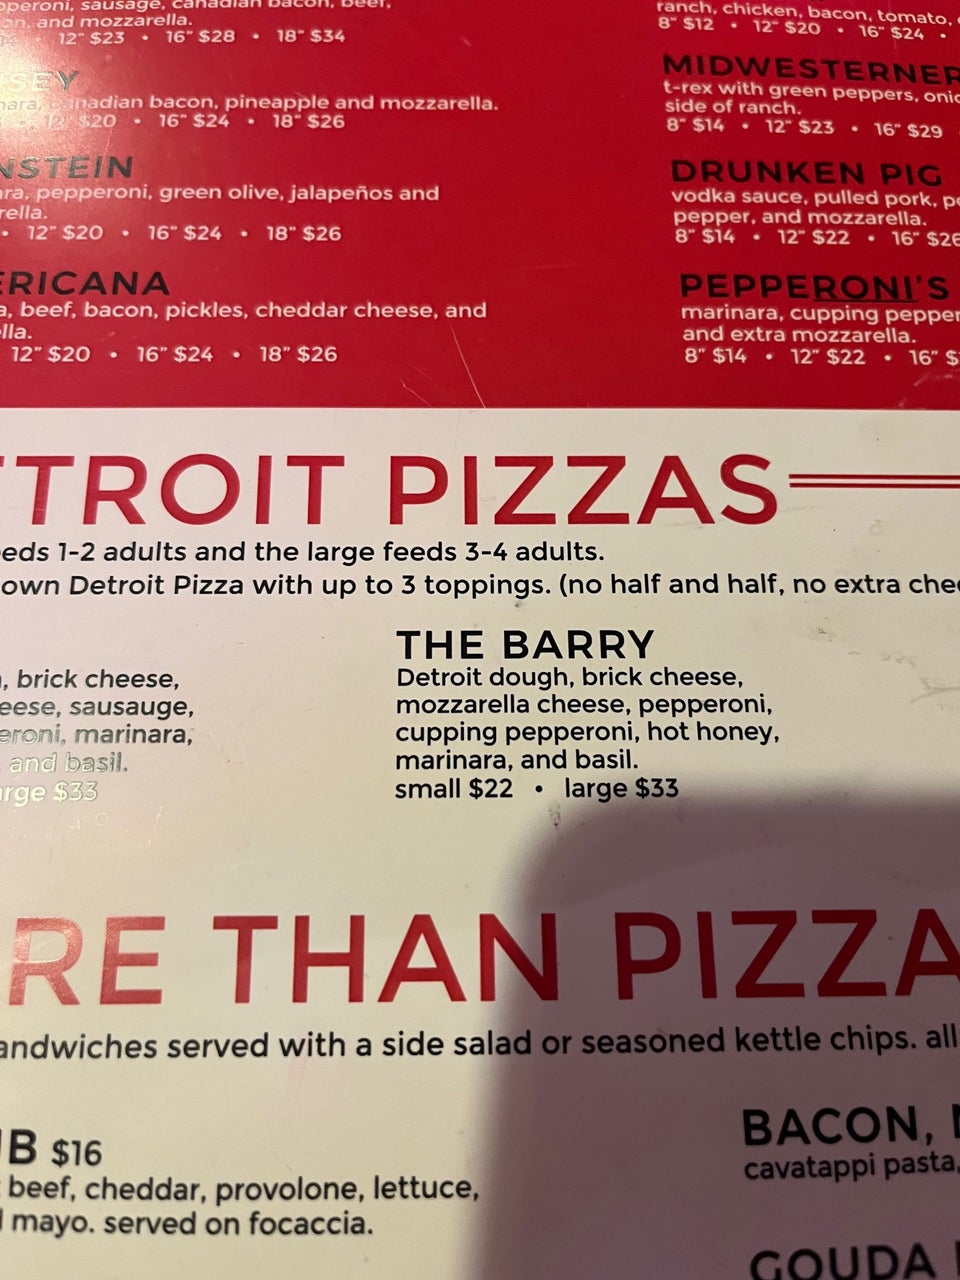 pperoni, sausage, canadian bacon, beef,
on, and mozzarella.
12" $23 • 16" $28 • 18" $34
SEY
nara, canadian bacon, pineapple and mozzarella.
• 12" $20 • 16" $24 • 18" $26
NSTEIN
ara, pepperoni, green olive, jalapeños and
rella.
• 12" $20 • 16" $24 • 18" $26
ERICANA
a, beef, bacon, pickles, cheddar cheese, and
lla.
12" $20 • 16" $24 • 18" $26
ranch, chicken, bacon, tomato,
8" $12 • 12" $20 • 16" $24 •
MIDWESTERNER
t-rex with green peppers, onio
side of ranch.
8" $14 • 12" $23 • 16" $29
DRUNKEN PIG
vodka sauce, pulled pork, pe
pepper, and mozzarella.
8" $14 • 12" $22 • 16" $26
PEPPERONI'S
marinara, cupping pepper
and extra mozzarella.
8" $14 • 12" $22 • 16" $
TROIT PIZZAS
eeds 1-2 adults and the large feeds 3-4 adults.
own Detroit Pizza with up to 3 toppings. (no half and half, no extra chee
, brick cheese,
eese, sausauge,
eroni, marinara,
, and basil.
arge $33
THE BARRY
Detroit dough, brick cheese,
mozzarella cheese, pepperoni,
cupping pepperoni, hot honey,
marinara, and basil.
small $22 • large $33
RE THAN PIZZA
andwiches served with a side salad or seasoned kettle chips. all
B $16
beef, cheddar, provolone, lettuce,
d mayo. served on focaccia.
BACON,
cavatappi pasta,
GOUDA